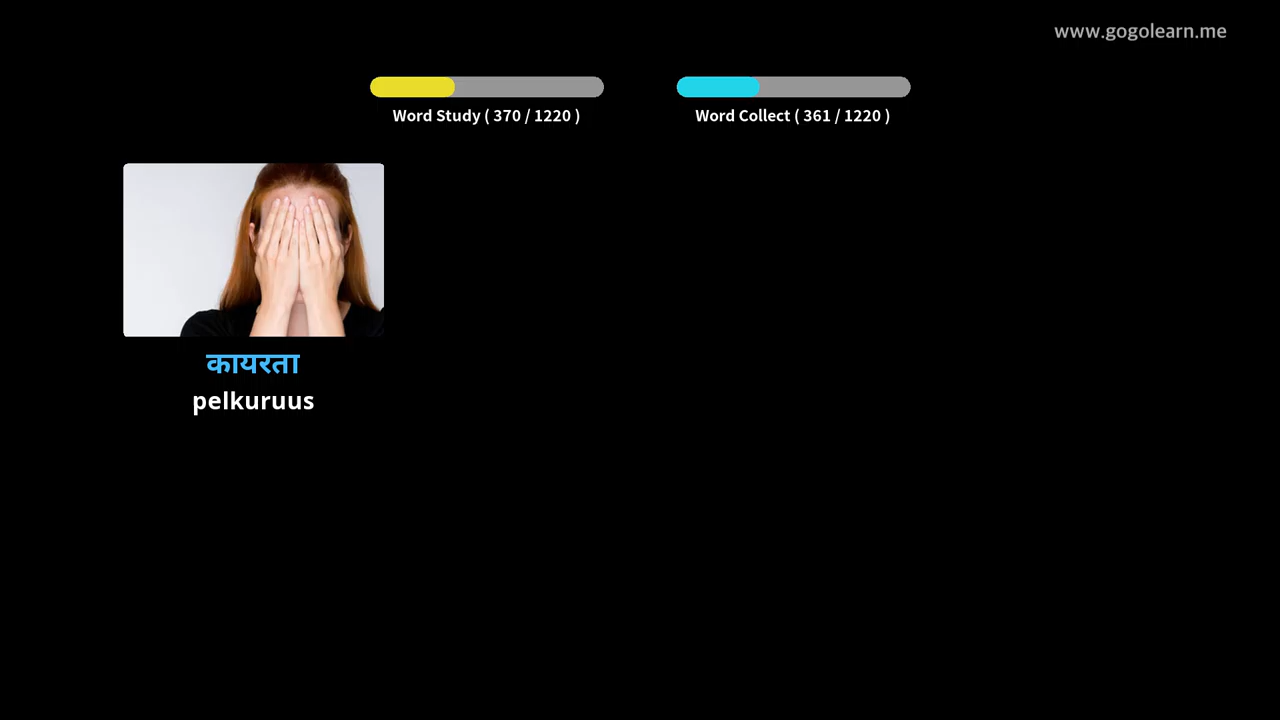 www.gogolearn.me
Word Study ( 370 / 1220 )
Word Collect ( 361 / 1220 )
कायरता
pelkuruus